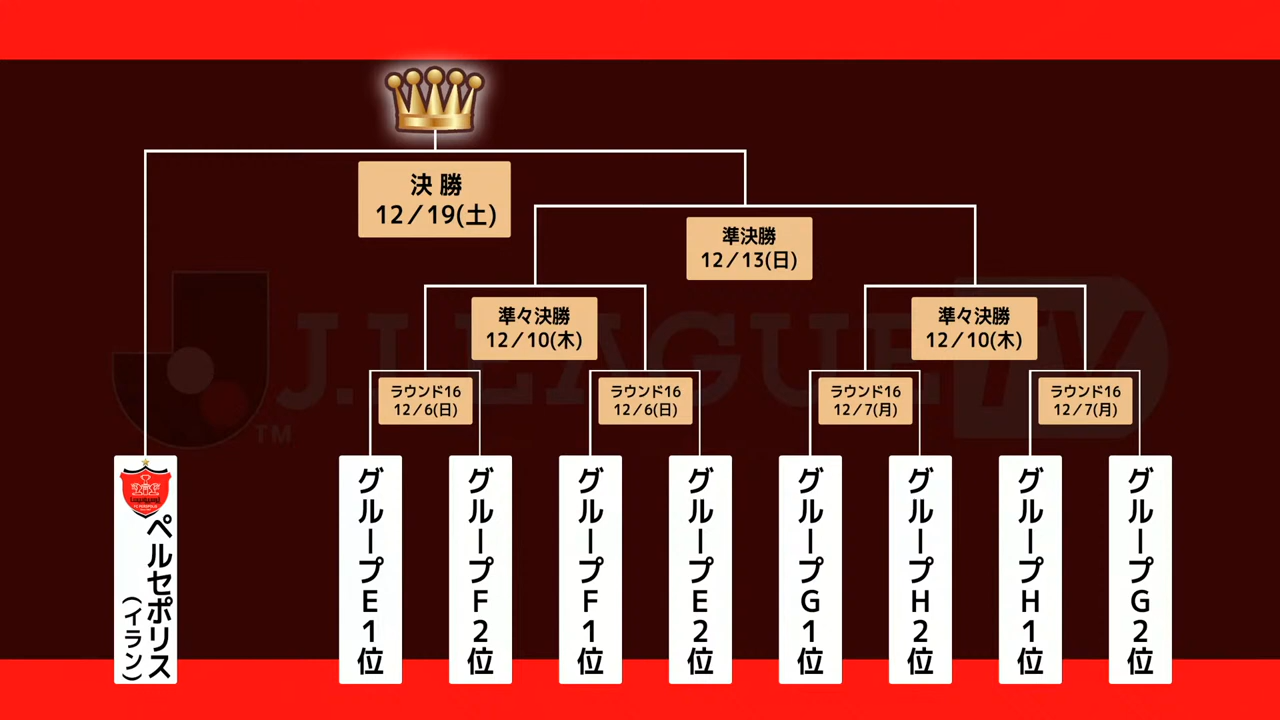 決勝
12/19(土)
準決勝
12/13(日)
準々決勝
12/10(木)
準々決勝
12/10(木)
ラウンド16
12/6(日)
ラウンド16
12/6(日)
ラウンド16
12/7(月)
ラウンド16
12/7(月)
J.LEAGUE TV
TM
ペルセポリス
(イラン)
グループE1位
グループF2位
グループF1位
グループE2位
グループG1位
グループH2位
グループH1位
グループG2位